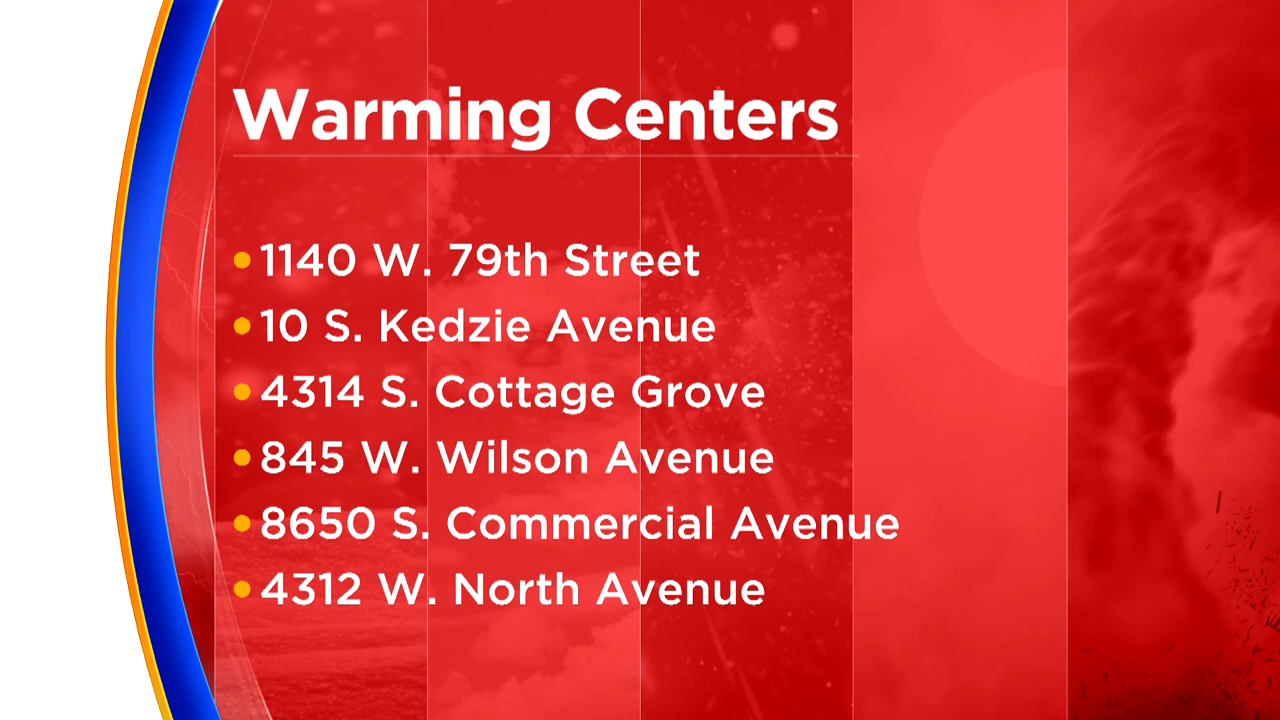 Warming Centers
• 1140 W. 79th Street
• 10 S. Kedzie Avenue
• 4314 S. Cottage Grove
• 845 W. Wilson Avenue
• 8650 S. Commercial Avenue
• 4312 W. North Avenue